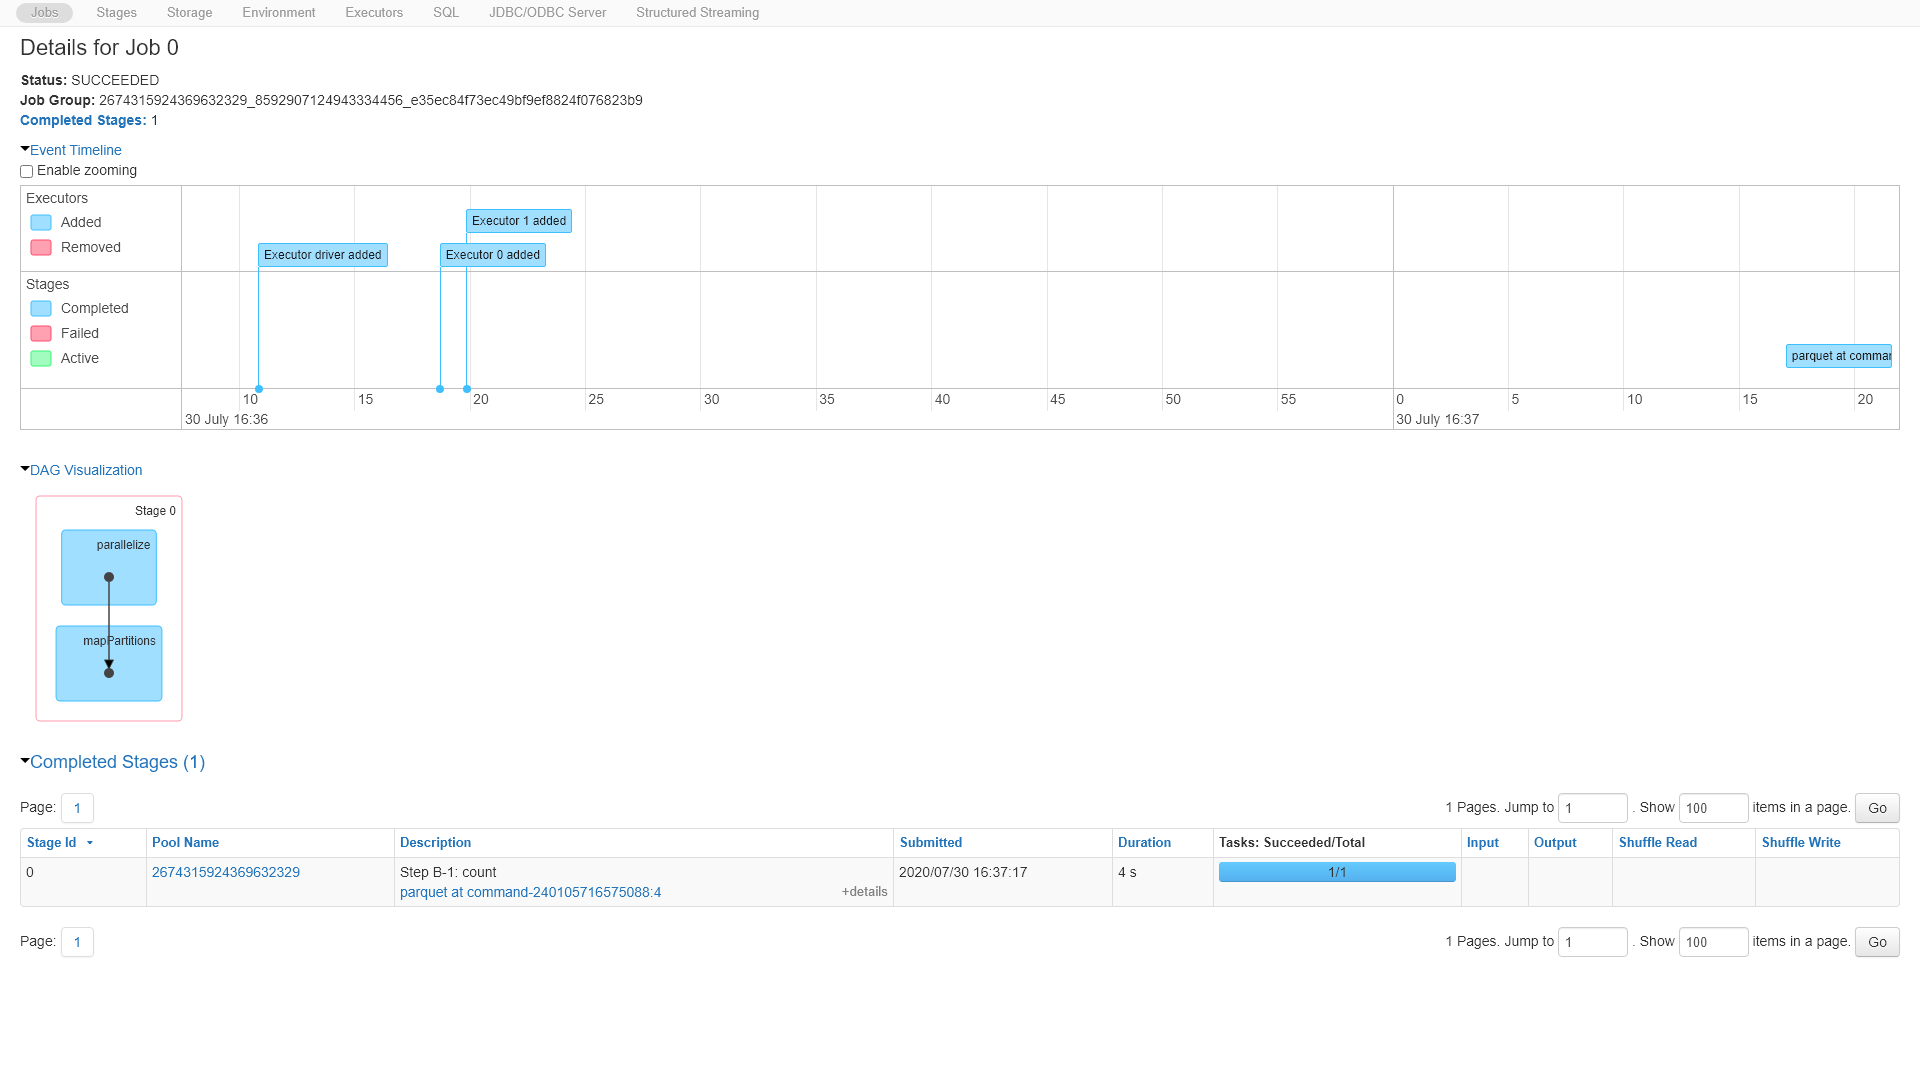 Jobs Stages Storage Environment Executors SQL JDBC/ODBC Server Structured Streaming
Details for Job 0
Status: SUCCEEDED
Job Group: 2674315924369632329_8592907124943334456_e35ec84f73ec49bf9ef8824f076823b9
Completed Stages: 1
Event Timeline
Enable zooming
Executors
Added
Removed
Executor 1 added
Executor driver added
Executor 0 added
Stages
Completed
Failed
Active
parquet at comma
10 15 20 25 30 35 40 45 50 55 0 5 10 15 20
30 July 16:36 30 July 16:37
DAG Visualization
Stage 0
parallelize
mapPartitions
Completed Stages (1)
Page: 1 1 Pages. Jump to 1 . Show 100 items in a page. Go
Stage Id Pool Name Description Submitted Duration Tasks: Succeeded/Total Input Output Shuffle Read Shuffle Write
0 2674315924369632329 Step B-1: count 2020/07/30 16:37:17 4 s 1/1
parquet at command-240105716575088:4 +details
Page: 1 1 Pages. Jump to 1 . Show 100 items in a page. Go